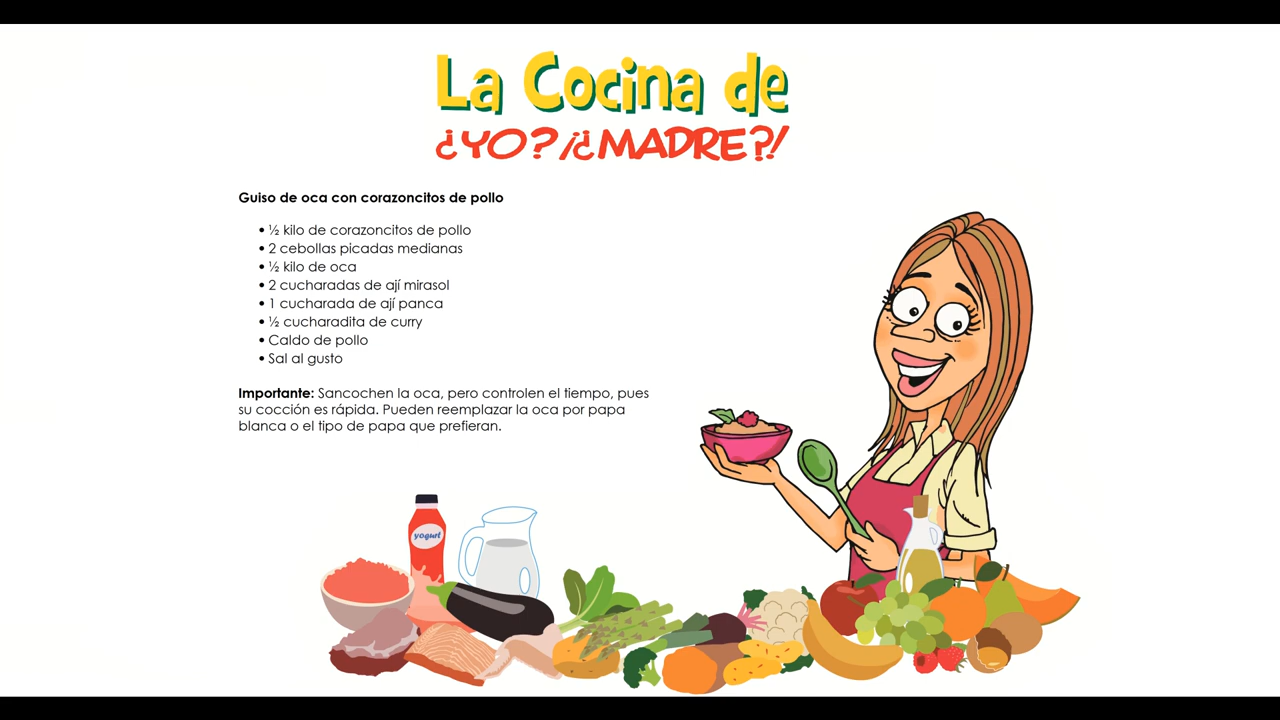 La Cocina de
¿YO?/¿¡MADRE?!
Guiso de oca con corazoncitos de pollo
• ½ kilo de corazoncitos de pollo
• 2 cebollas picadas medianas
• ½ kilo de oca
• 2 cucharadas de ají mirasol
• 1 cucharada de ají panca
• ½ cucharadita de curry
• Caldo de pollo
• Sal al gusto
Importante: Sancochen la oca, pero controlen el tiempo, pues
su cocción es rápida. Pueden reemplazar la oca por papa
blanca o el tipo de papa que prefieran.
yogurt